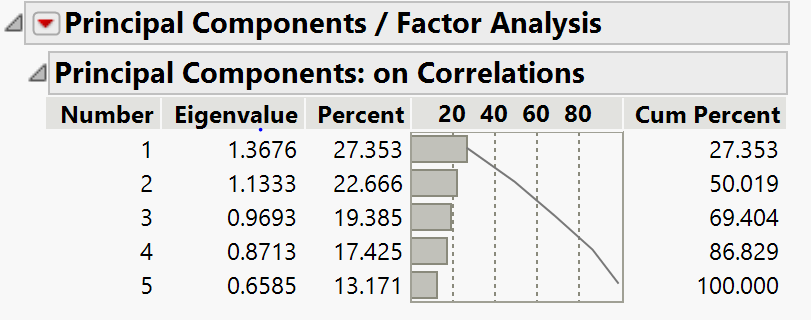 Principal Components / Factor Analysis
Principal Components: on Correlations
Number Eigenvalue Percent 20 40 60 80 Cum Percent
1 1.3676 27.353 27.353
2 1.1333 22.666 50.019
3 0.9693 19.385 69.404
4 0.8713 17.425 86.829
5 0.6585 13.171 100.000